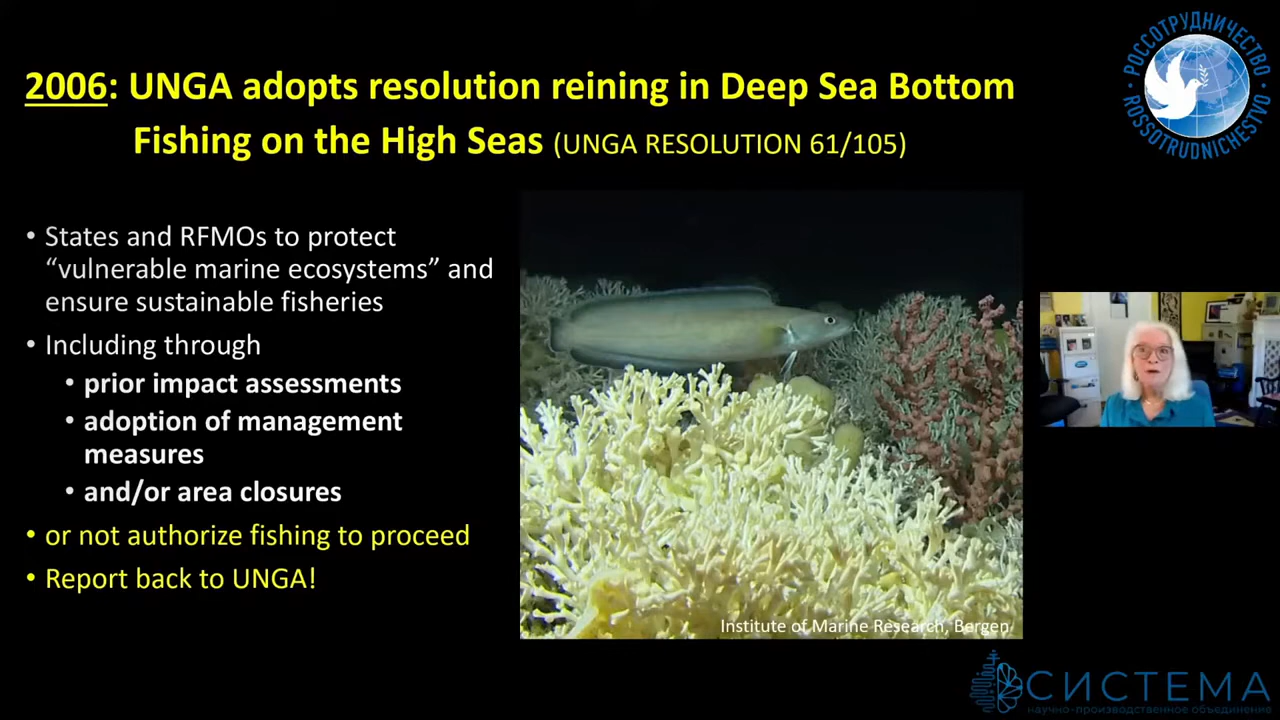 2006: UNGA adopts resolution reining in Deep Sea Bottom
Fishing on the High Seas (UNGA RESOLUTION 61/105)
РОССОТРУДНИЧЕСТВО
ROSSOTRUDNICHESTVO
• States and RFMOs to protect
“vulnerable marine ecosystems” and
ensure sustainable fisheries
• Including through
• prior impact assessments
• adoption of management
measures
• and/or area closures
• or not authorize fishing to proceed
• Report back to UNGA!
Institute of Marine Research, Bergen
СИСТЕМА
научно-производственное объединение